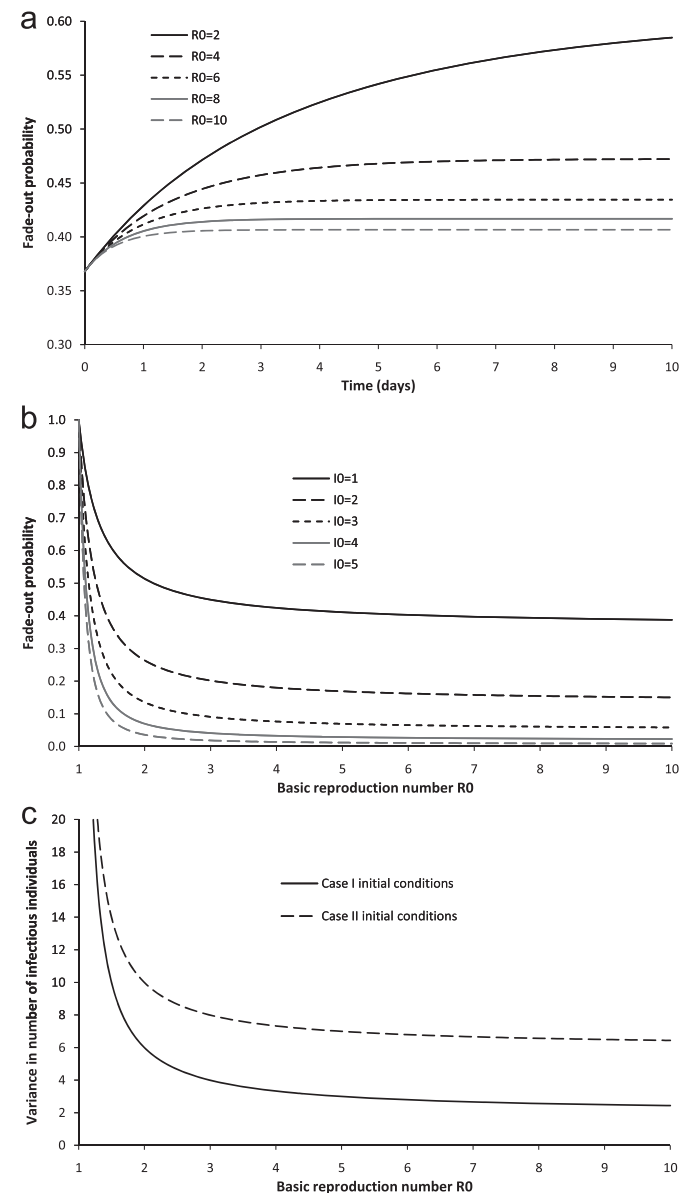 a
0.60
0.50
0.45
0.40
0.35
0.30
Fade-out probability
R0=2
R0=4
R0=6
R0=8
R0=10
0 1 2 3 4 5 6 7 8 9 10
Time (days)
b
1.0
0.9
0.8
0.7
0.6
0.5
0.4
0.3
0.2
0.1
0.0
Fade-out probability
I0=1
I0=2
I0=3
I0=4
I0=5
1 2 3 4 5 6 7 8 9 10
Basic reproduction number R0
c
20
18
16
14
12
10
8
6
4
2
0
Variance in number of infectious individuals
Case I initial conditions
Case II initial conditions
1 2 3 4 5 6 7 8 9 10
Basic reproduction number R0